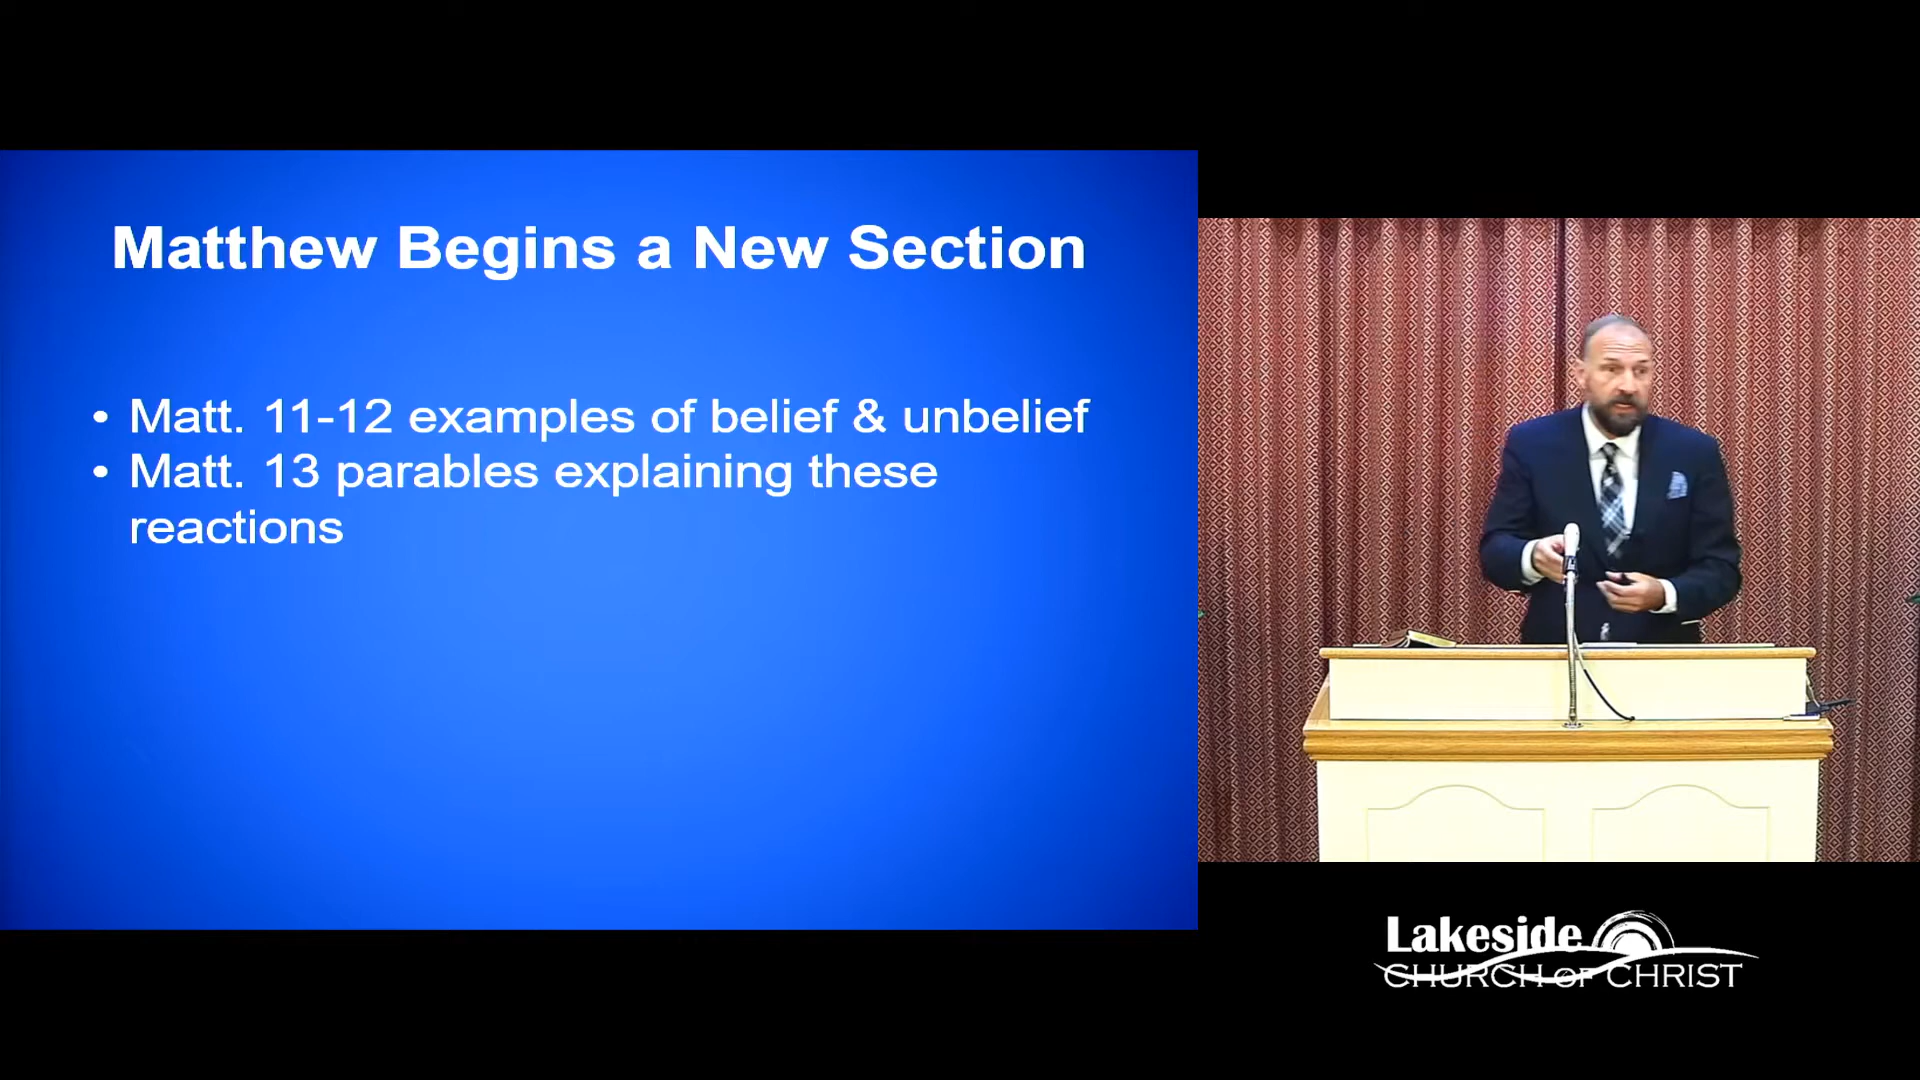 Matthew Begins a New Section
• Matt. 11-12 examples of belief & unbelief
• Matt. 13 parables explaining these
reactions
Lakeside
CHURCH OF CHRIST